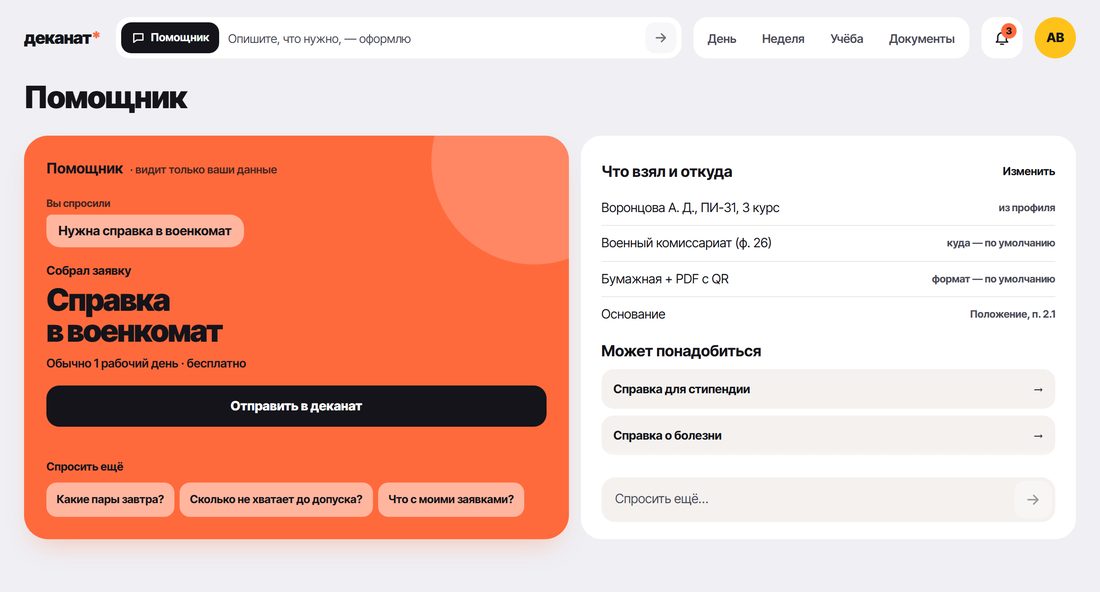 деканат*
Помощник
Опишите, что нужно, — оформлю
→
День
Неделя
Учёба
Документы
3
АВ
Помощник
Помощник · видит только ваши данные
Вы спросили
Нужна справка в военкомат
Собрал заявку
Справка
в военкомат
Обычно 1 рабочий день · бесплатно
Отправить в деканат
Спросить ещё
Какие пары завтра?
Сколько не хватает до допуска?
Что с моими заявками?
Что взял и откуда
Изменить
Воронцова А. Д., ПИ-31, 3 курс
из профиля
Военный комиссариат (ф. 26)
куда — по умолчанию
Бумажная + PDF с QR
формат — по умолчанию
Основание
Положение, п. 2.1
Может понадобиться
Справка для стипендии →
Справка о болезни →
Спросить ещё... →